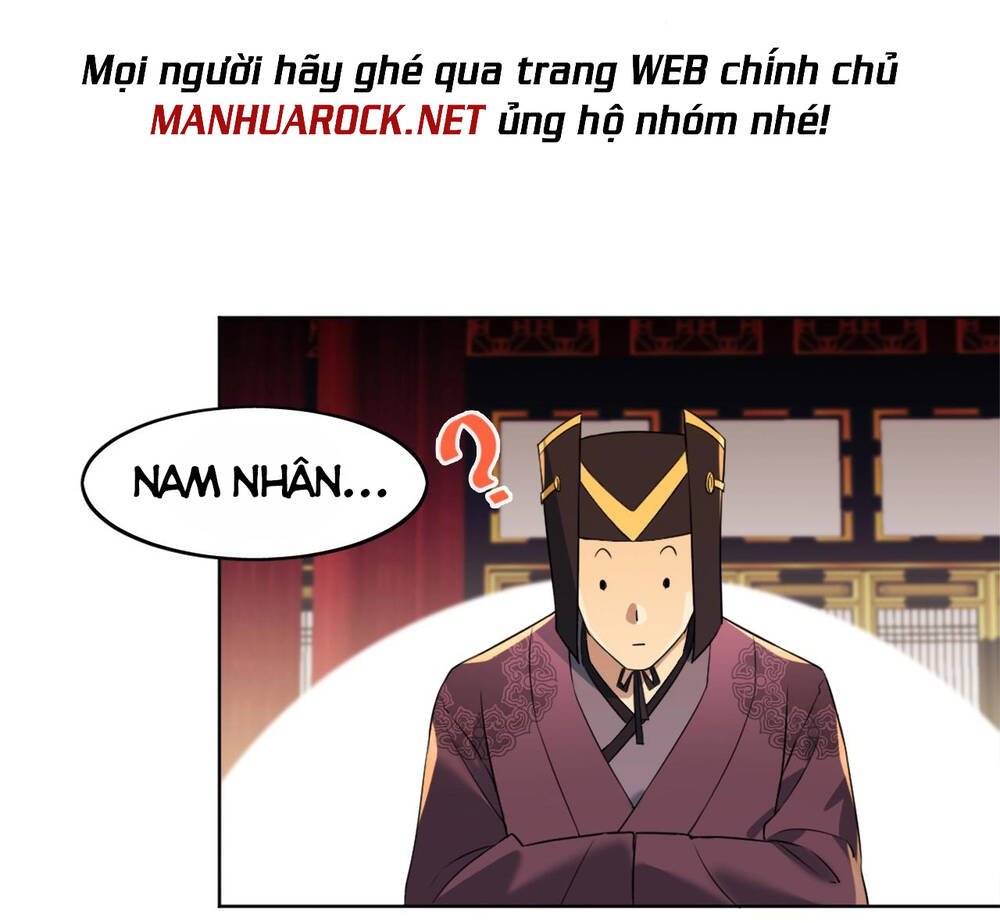 Mọi người hãy ghé qua trang WEB chính chủ
MANHUAROCK.NET ủng hộ nhóm nhé!
?
NAM NHÂN...